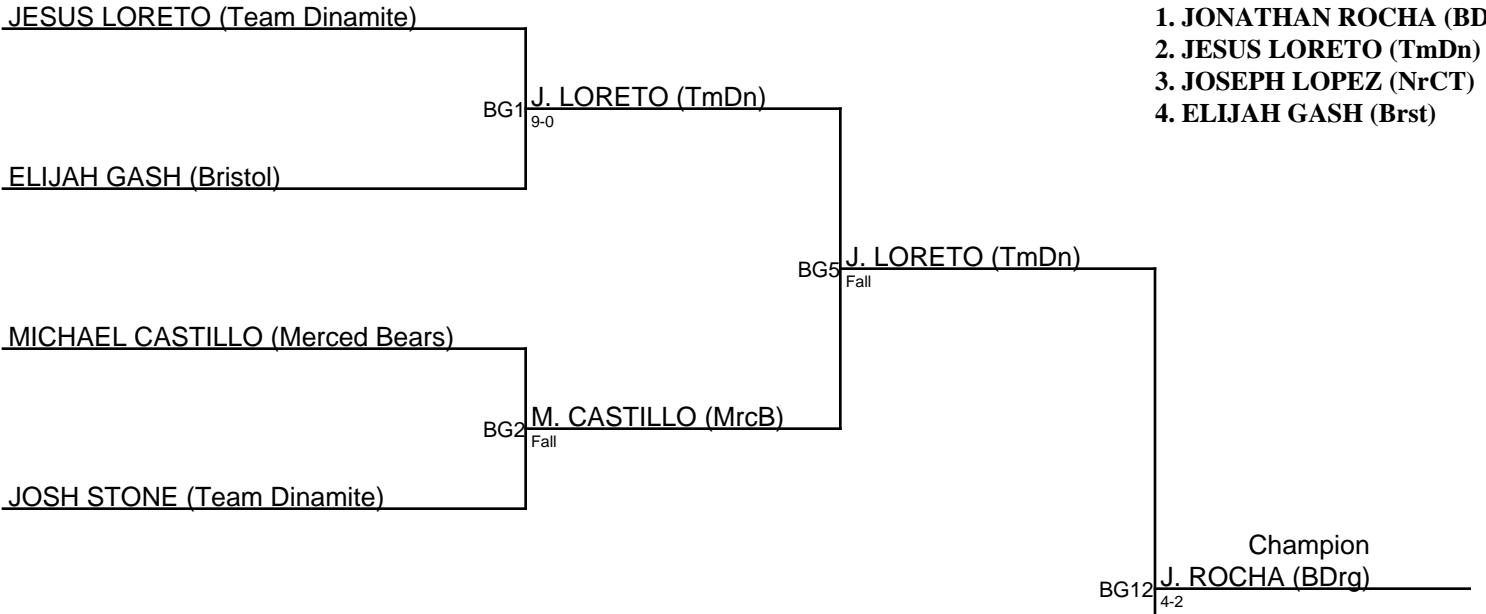 JESUS LORETO (Team Dinamite)
1. JONATHAN ROCHA (BD
2. JESUS LORETO (TmDn)
3. JOSEPH LOPEZ (NrCT)
4. ELIJAH GASH (Brst)
BG1
J. LORETO (TmDn)
9-0
ELIJAH GASH (Bristol)
BG5
J. LORETO (TmDn)
Fall
MICHAEL CASTILLO (Merced Bears)
BG2
M. CASTILLO (MrcB)
Fall
JOSH STONE (Team Dinamite)
Champion
BG12
J. ROCHA (BDrg)
4-2